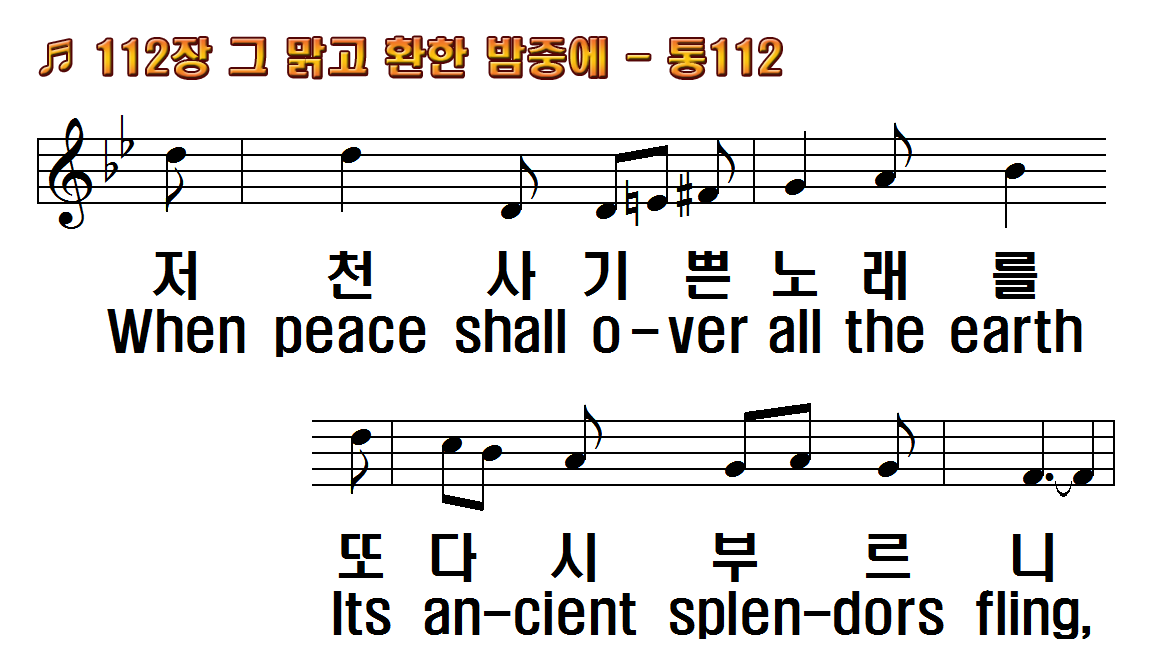 ♬ 112장 그 맑고 환한 밤중에 - 통112
저 천 사 기 쁜 노 래 를
When peace shall o-ver all the earth
또 다 시 부 르 니
Its an-cient splen-dors fling,